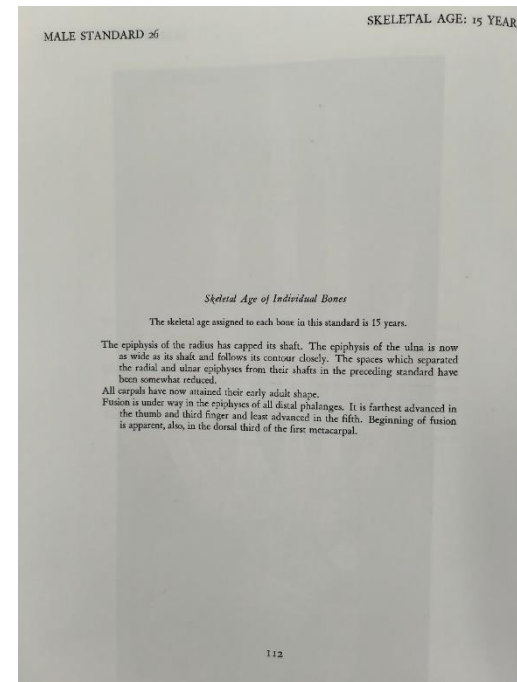 MALE STANDARD 26
SKELETAL AGE: 15 YEAR
Skeletal Age of Individual Bones
The skeletal age assigned to each bone in this standard is 15 years.
The epiphysis of the radius has capped its shaft. The epiphysis of the ulna is now
as wide as its shaft and follows its contour closely. The spaces which separated
the radial and ulnar epiphyses from their shafts in the preceding standard have
been somewhat reduced.
All carpals have now attained their early adult shape.
Fusion is under way in the epiphyses of all distal phalanges. It is farthest advanced in
the thumb and third finger and least advanced in the fifth. Beginning of fusion
is apparent, also, in the dorsal third of the first metacarpal.
112